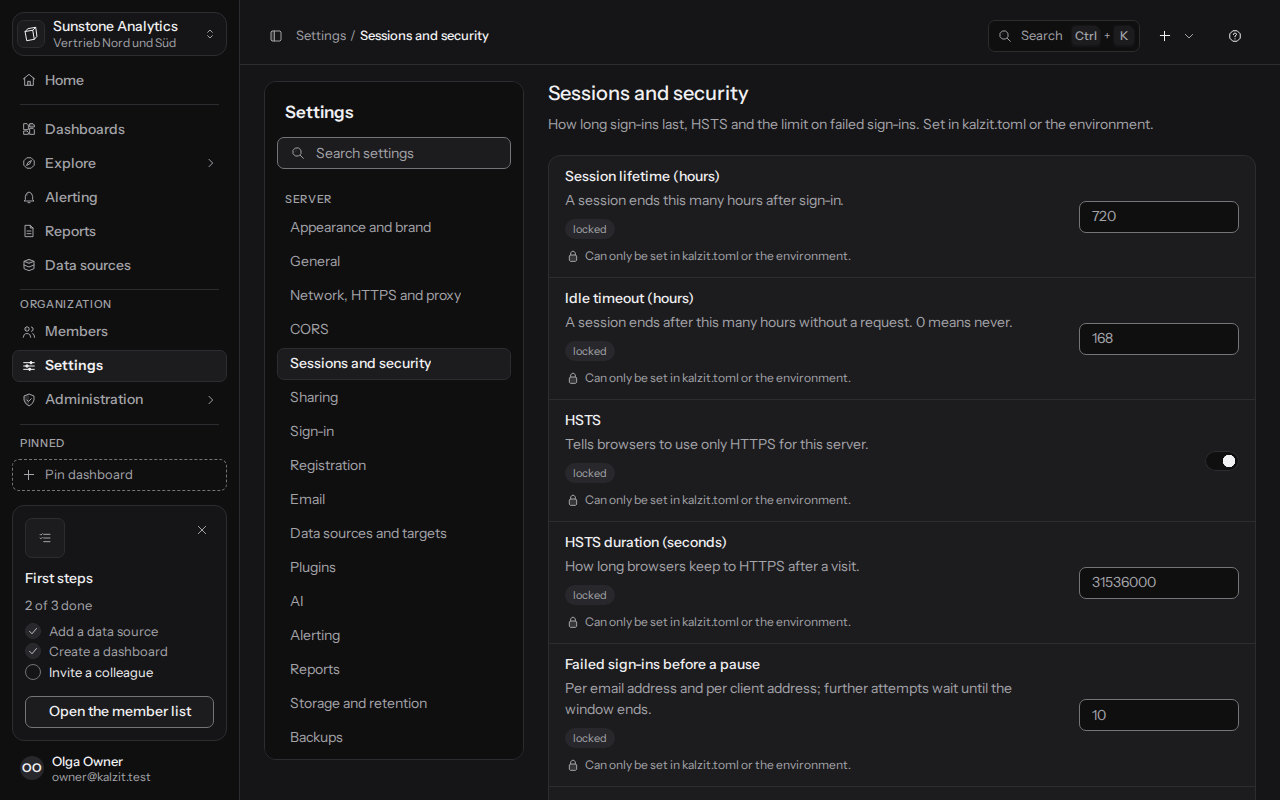 Sunstone Analytics
Vertrieb Nord und Süd
Home
Dashboards
Explore
Alerting
Reports
Data sources
ORGANIZATION
Members
Settings
Administration
PINNED
Pin dashboard
First steps
2 of 3 done
Add a data source
Create a dashboard
Invite a colleague
Open the member list
OO
Olga Owner
owner@kalzit.test
Settings / Sessions and security
Search Ctrl + K
Settings
Search settings
SERVER
Appearance and brand
General
Network, HTTPS and proxy
CORS
Sessions and security
Sharing
Sign-in
Registration
Email
Data sources and targets
Plugins
AI
Alerting
Reports
Storage and retention
Backups
Sessions and security
How long sign-ins last, HSTS and the limit on failed sign-ins. Set in kalzit.toml or the environment.
Session lifetime (hours)
A session ends this many hours after sign-in.
locked
Can only be set in kalzit.toml or the environment.
720
Idle timeout (hours)
A session ends after this many hours without a request. 0 means never.
locked
Can only be set in kalzit.toml or the environment.
168
HSTS
Tells browsers to use only HTTPS for this server.
locked
Can only be set in kalzit.toml or the environment.
HSTS duration (seconds)
How long browsers keep to HTTPS after a visit.
locked
Can only be set in kalzit.toml or the environment.
31536000
Failed sign-ins before a pause
Per email address and per client address; further attempts wait until the
window ends.
locked
Can only be set in kalzit.toml or the environment.
10